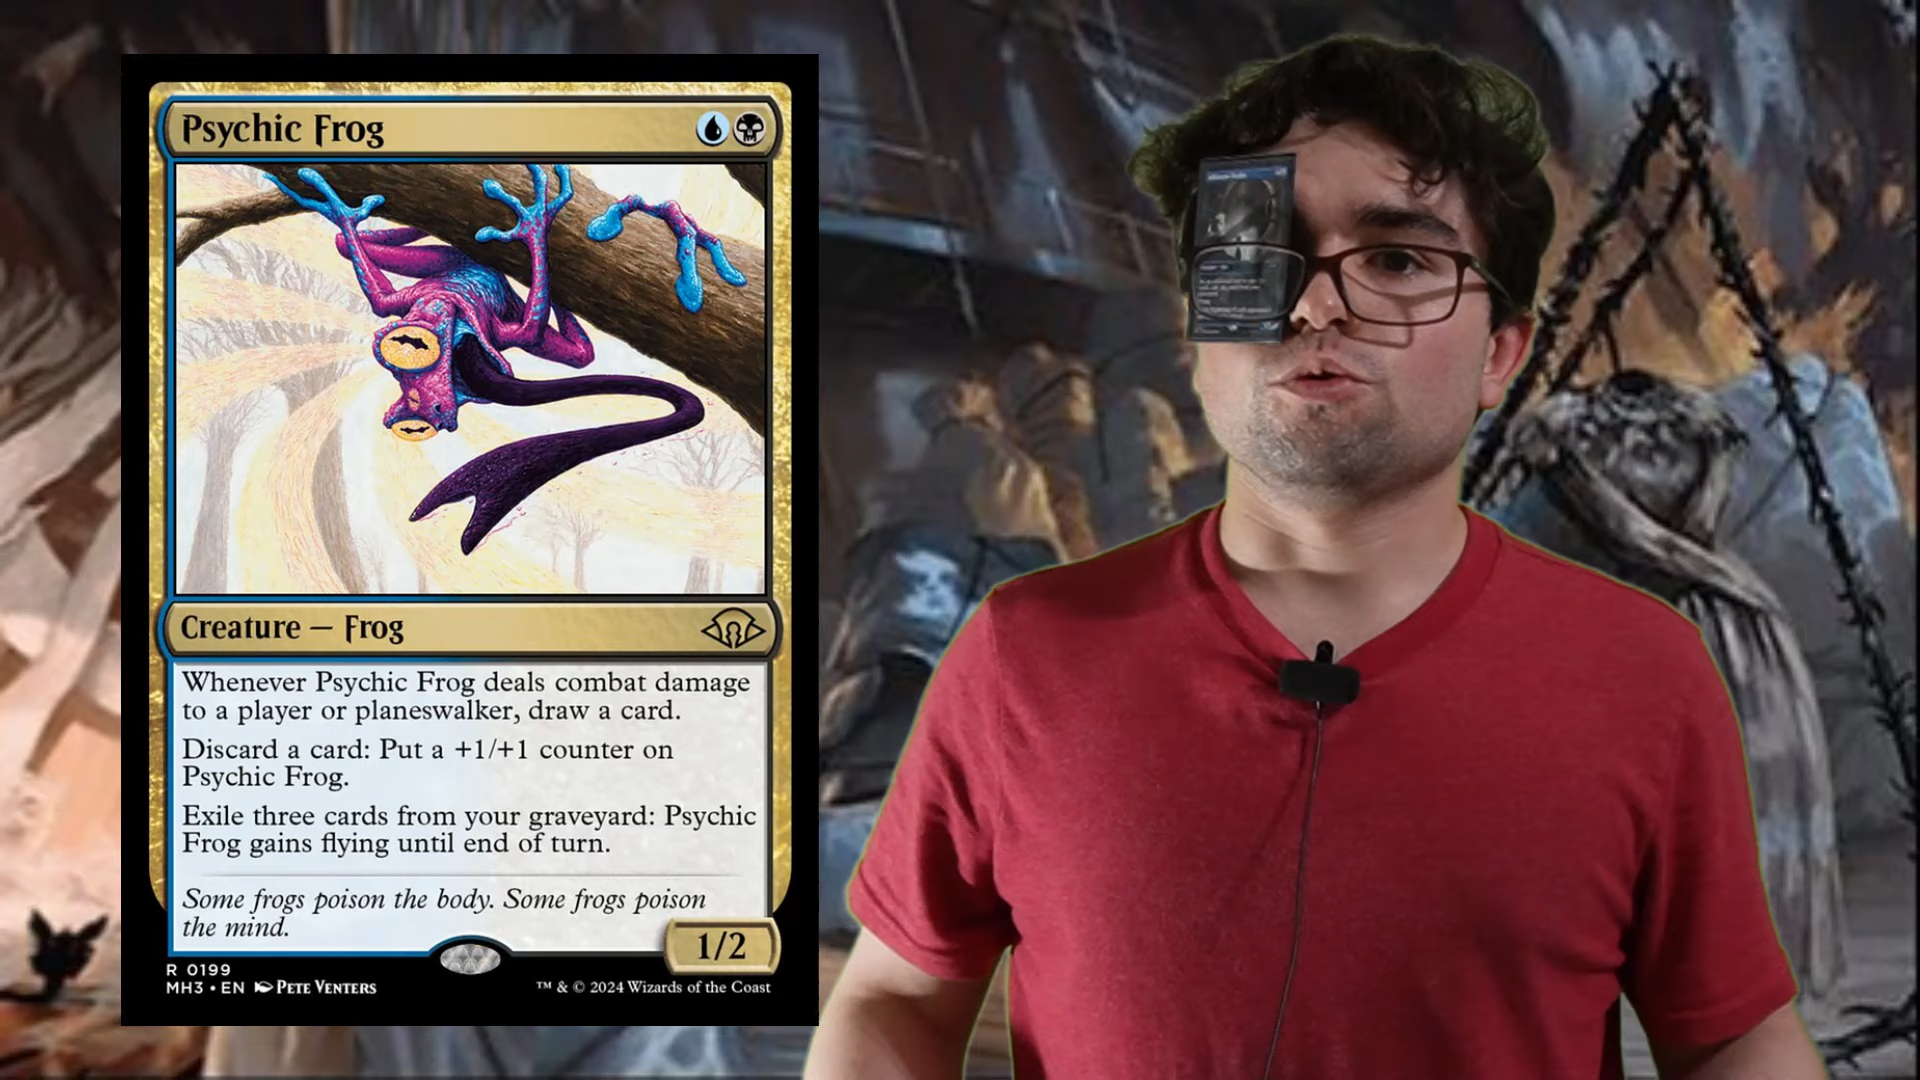 Psychic Frog
Creature — Frog
Whenever Psychic Frog deals combat damage
to a player or planeswalker, draw a card.
Discard a card: Put a +1/+1 counter on
Psychic Frog.
Exile three cards from your graveyard: Psychic
Frog gains flying until end of turn.
Some frogs poison the body. Some frogs poison
the mind.
1/2
R 0199
MH3 • EN PETE VENTERS
™ & © 2024 Wizards of the Coast